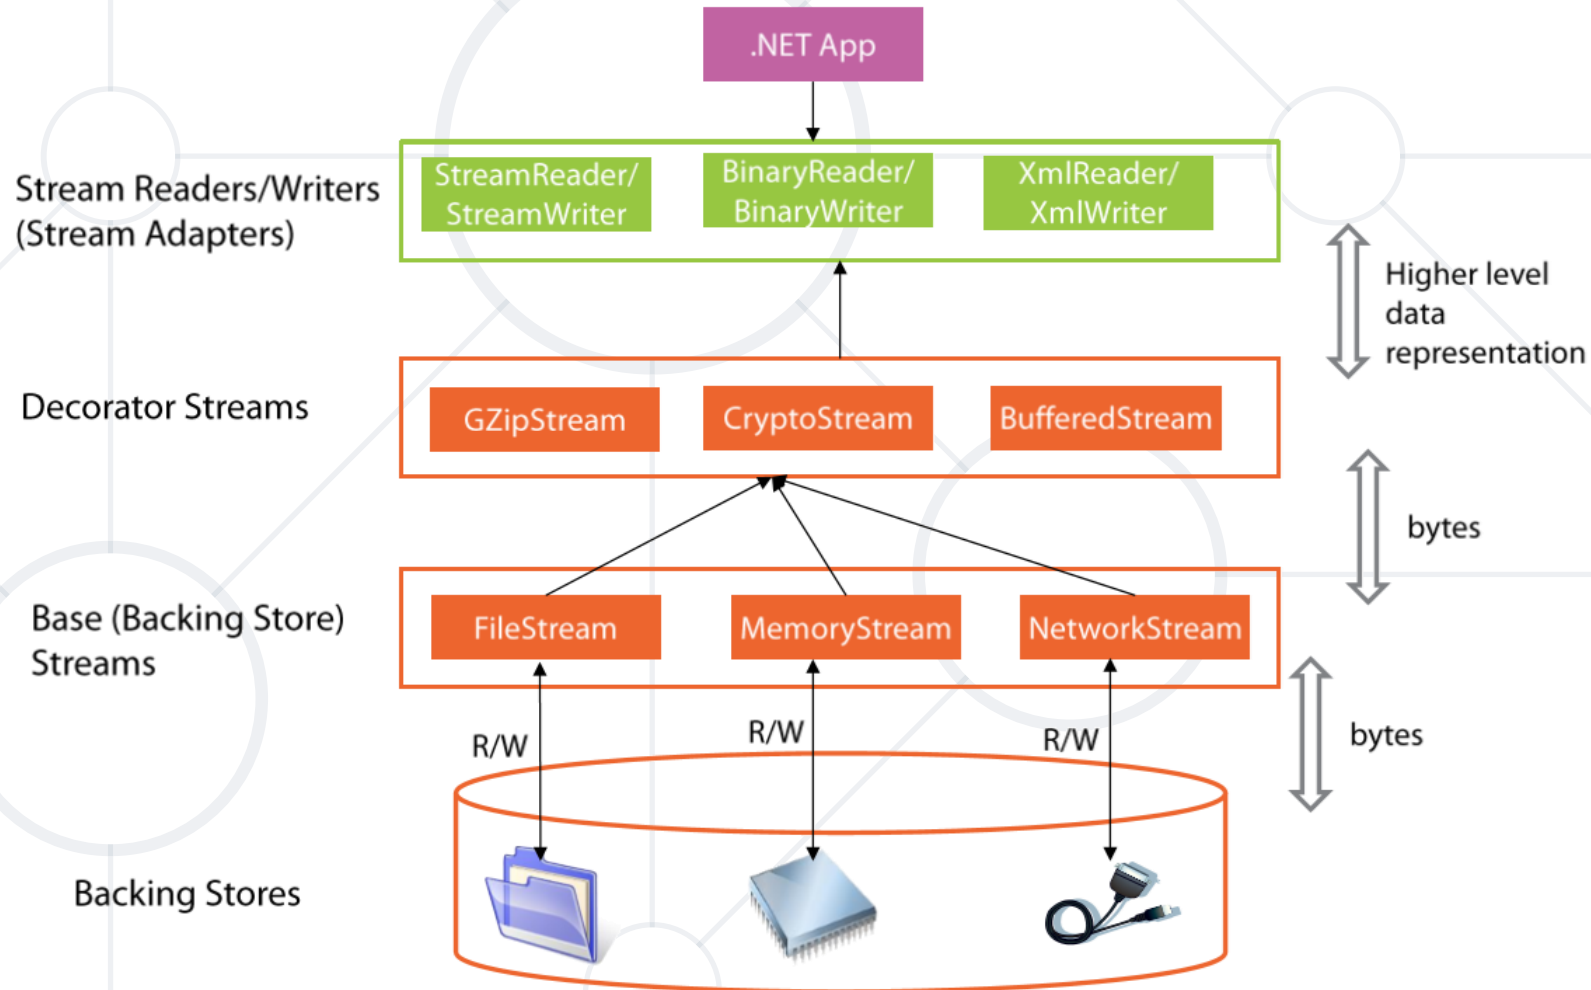 .NET App
Stream Readers/Writers
(Stream Adapters)
StreamReader/
StreamWriter
BinaryReader/
BinaryWriter
XmlReader/
XmlWriter
Higher level
data
representation
Decorator Streams
GZipStream
CryptoStream
BufferedStream
bytes
Base (Backing Store)
Streams
FileStream
MemoryStream
NetworkStream
R/W
R/W
R/W
bytes
Backing Stores